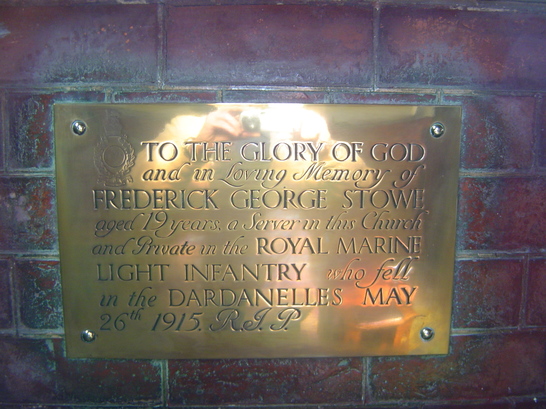 TO THE GLORY OF GOD
and in Loving Memory of
FREDERICK GEORGE STOWE
aged 19 years, a Server in this Church
and Private in the ROYAL MARINE
LIGHT INFANTRY who fell
in the DARDANELLES MAY
26th 1915. R.I.P.